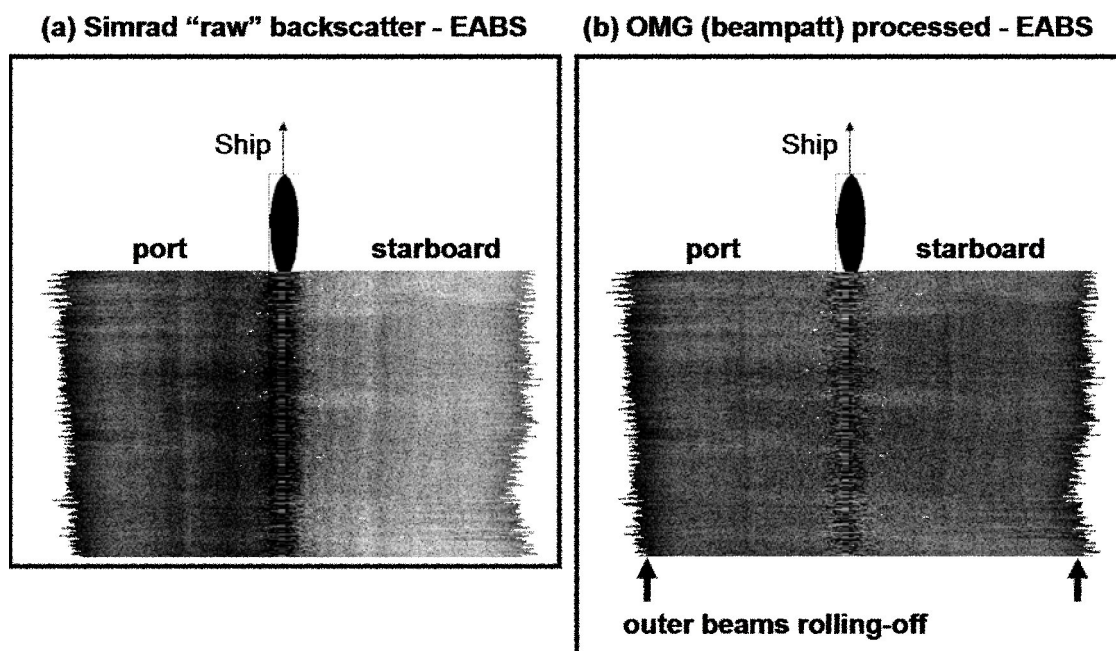 (a) Simrad “raw” backscatter - EABS
(b) OMG (beampatt) processed - EABS
Ship
port
starboard
Ship
port
starboard
outer beams rolling-off